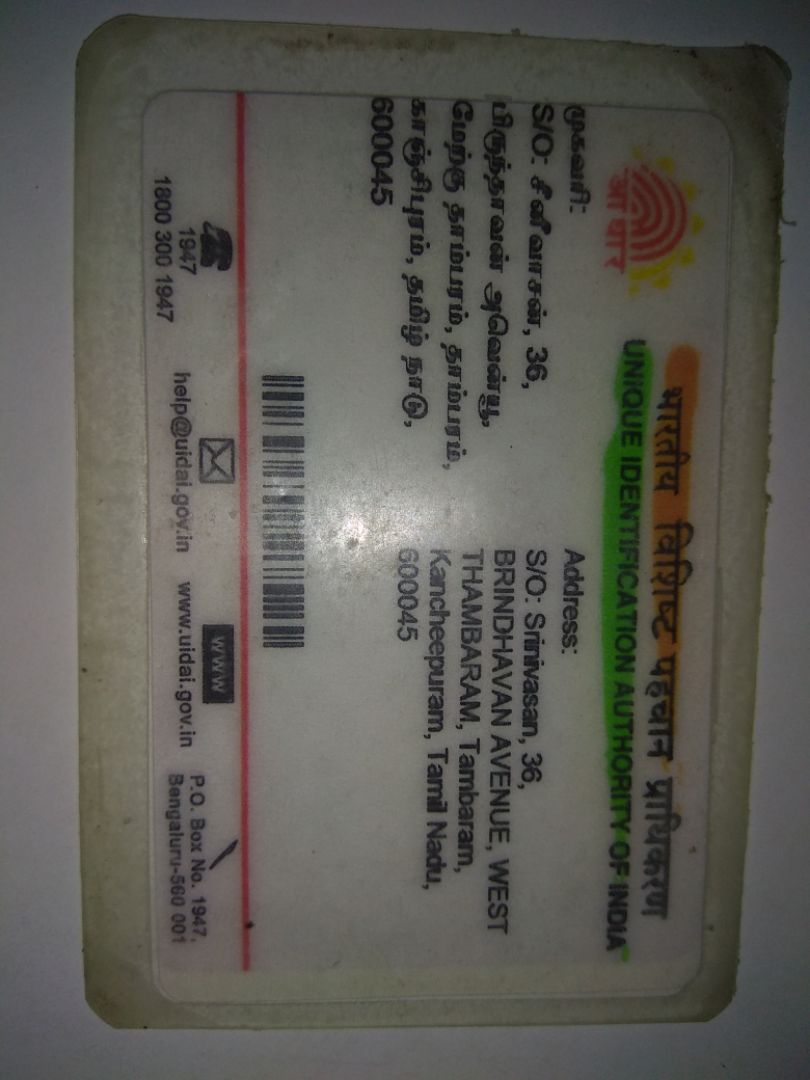 भारतीय विशिष्ट पहचान प्राधिकरण
UNIQUE IDENTIFICATION AUTHORITY OF INDIA
आधार
முகவரி:
S/O: சீனிவாசன், 36,
பிருந்தாவன் அவென்யூ,
மேற்கு தாம்பரம், தாம்பரம்,
காஞ்சிபுரம், தமிழ் நாடு,
600045
Address:
S/O: Srinivasan, 36,
BRINDHAVAN AVENUE, WEST
THAMBARAM, Tambaram,
Kancheepuram, Tamil Nadu,
600045
1947
1800 300 1947
help@uidai.gov.in
WWW
www.uidai.gov.in
P.O. Box No. 1947,
Bengaluru-560 001